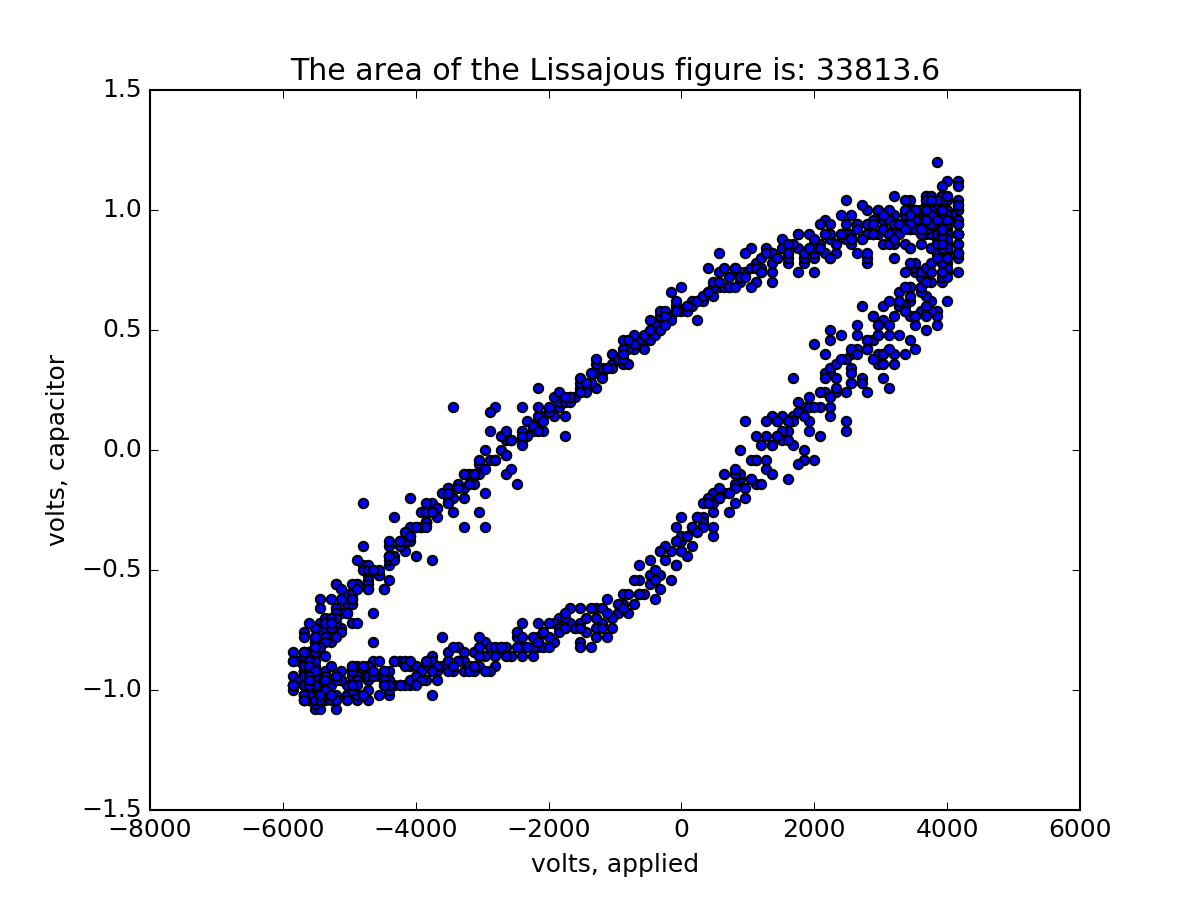 The area of the Lissajous figure is: 33813.6
1.5
1.0
0.5
0.0
−0.5
−1.0
−1.5
volts, capacitor
−8000 −6000 −4000 −2000 0 2000 4000 6000
volts, applied